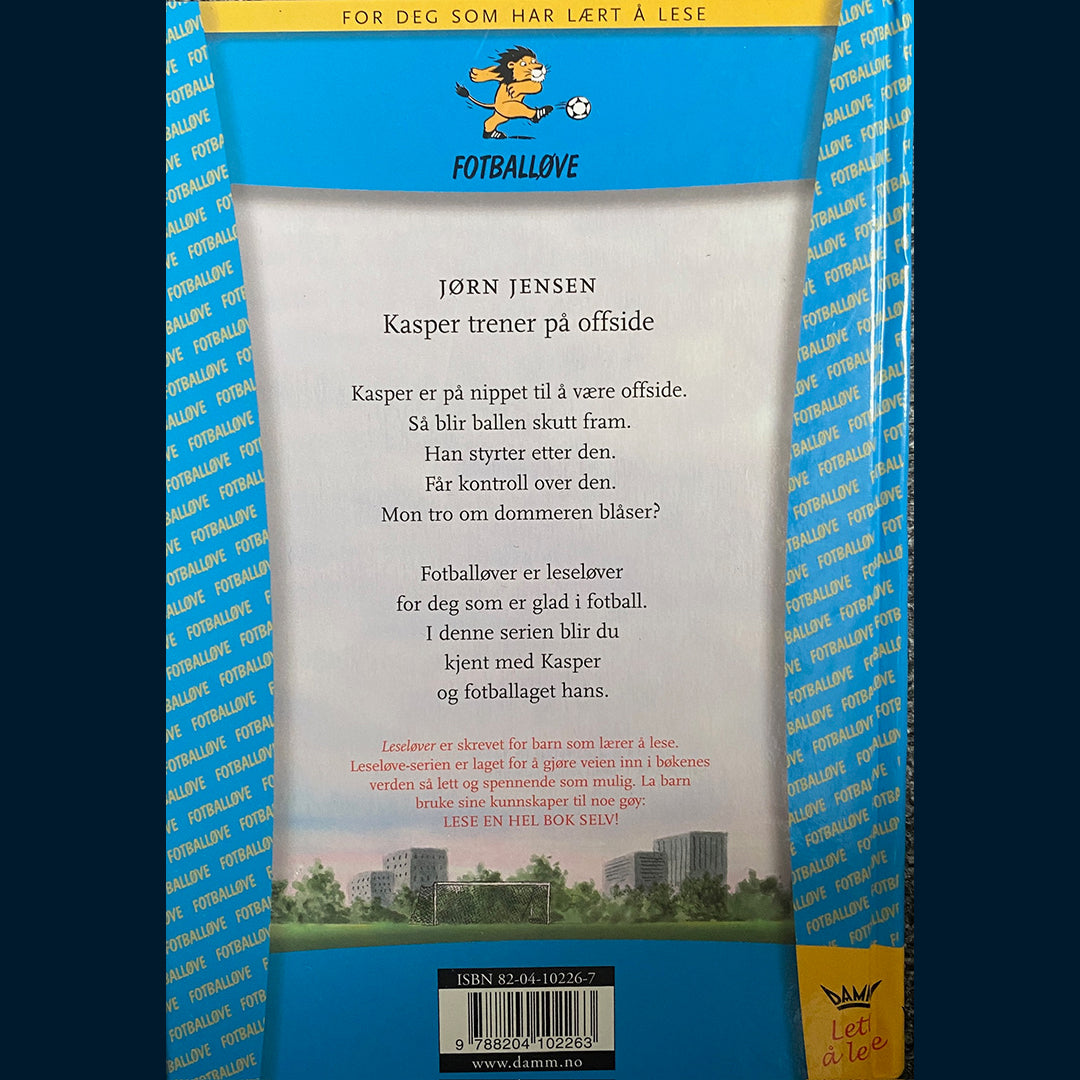 FOR DEG SOM HAR LÆRT Å LESE
FOTBALLØVE
JØRN JENSEN
Kasper trener på offside
Kasper er på nippet til å være offside.
Så blir ballen skutt fram.
Han styrter etter den.
Får kontroll over den.
Mon tro om dommeren blåser?
Fotballøver er leseløver
for deg som er glad i fotball.
I denne serien blir du
kjent med Kasper
og fotballaget hans.
Leseløver er skrevet for barn som lærer å lese.
Leseløve-serien er laget for å gjøre veien inn i bøkenes
verden så lett og spennende som mulig. La barn
bruke sine kunnskaper til noe gøy:
LESE EN HEL BOK SELV!
ISBN 82-04-10226-7
9 788204 102263
www.damm.no
DAMM
Lett
å lese